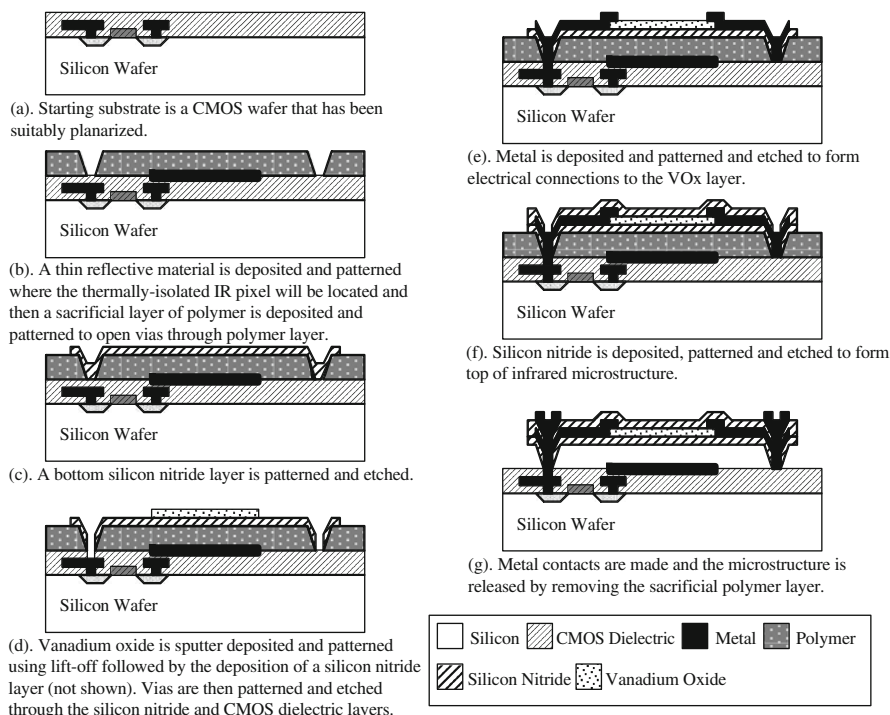 Silicon Wafer
(a). Starting substrate is a CMOS wafer that has been
suitably planarized.
Silicon Wafer
(b). A thin reflective material is deposited and patterned
where the thermally-isolated IR pixel will be located and
then a sacrificial layer of polymer is deposited and
patterned to open vias through polymer layer.
Silicon Wafer
(c). A bottom silicon nitride layer is patterned and etched.
Silicon Wafer
(d). Vanadium oxide is sputter deposited and patterned
using lift-off followed by the deposition of a silicon nitride
layer (not shown). Vias are then patterned and etched
through the silicon nitride and CMOS dielectric layers.
Silicon Wafer
(e). Metal is deposited and patterned and etched to form
electrical connections to the VOx layer.
Silicon Wafer
(f). Silicon nitride is deposited, patterned and etched to form
top of infrared microstructure.
Silicon Wafer
(g). Metal contacts are made and the microstructure is
released by removing the sacrificial polymer layer.
Silicon CMOS Dielectric Metal Polymer
Silicon Nitride Vanadium Oxide